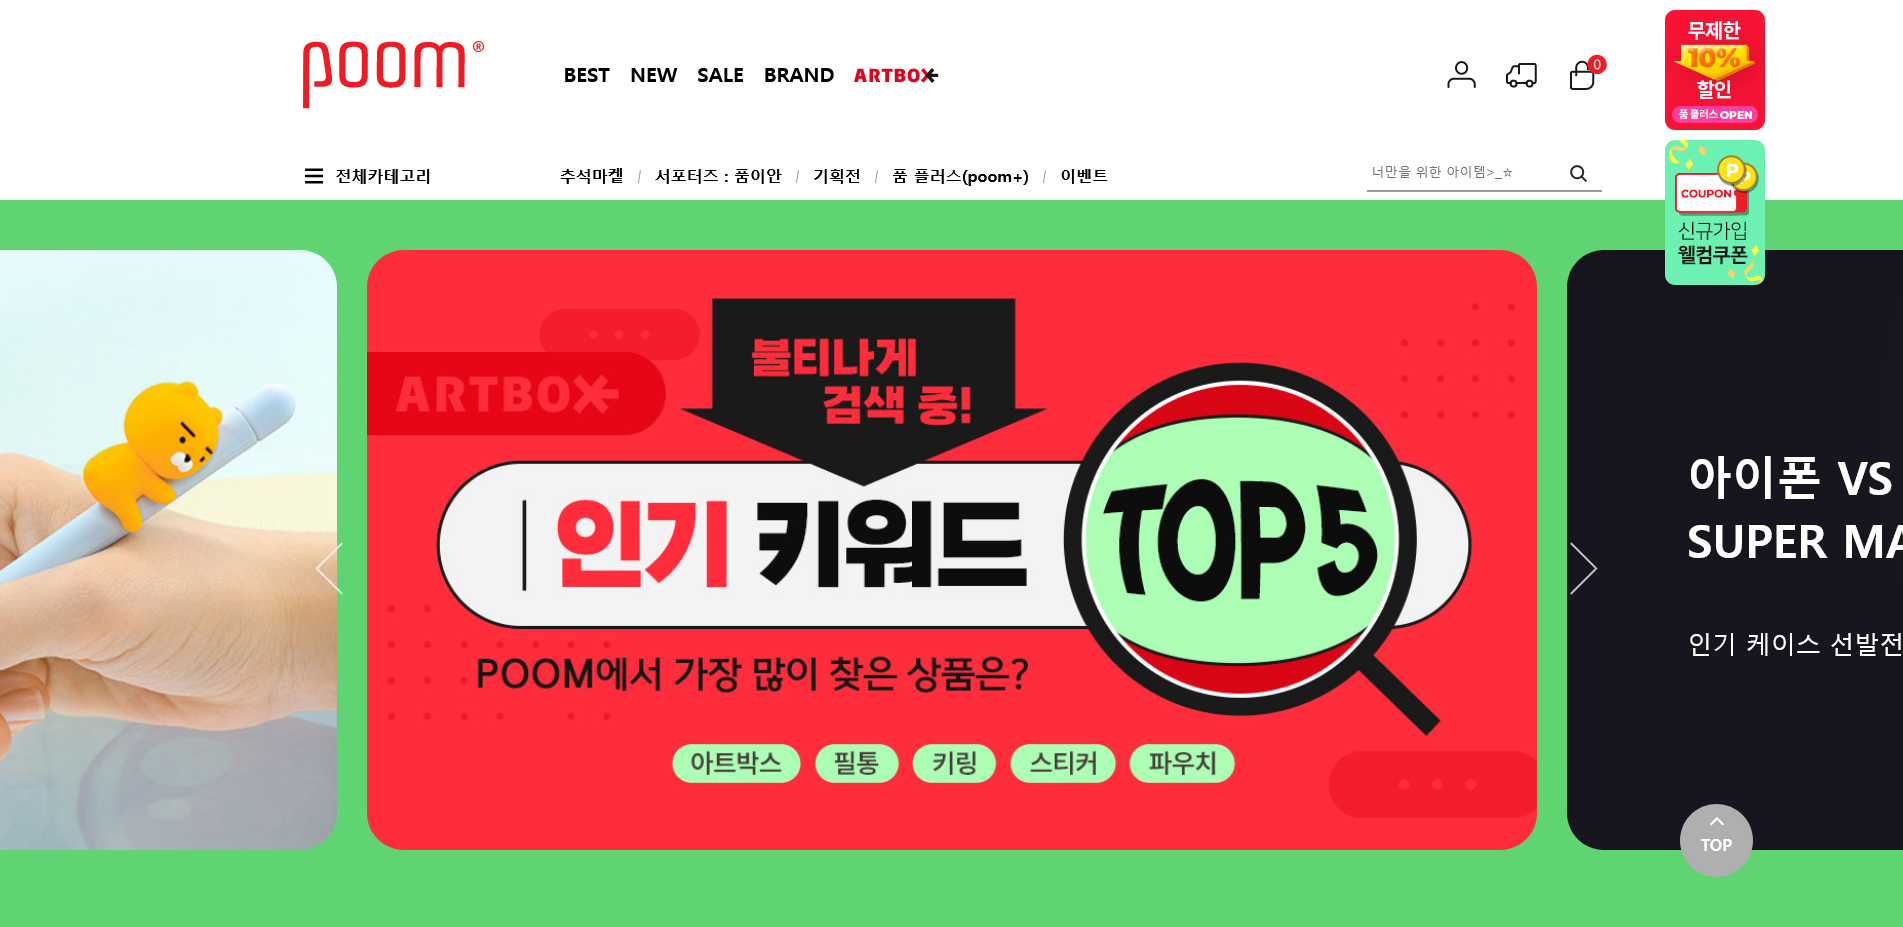 poom®
BEST NEW SALE BRAND ARTBOX
0
무제한
10%
할인
품 플러스 OPEN
전체카테고리
추석마켙 / 서포터즈 : 품이안 / 기획전 / 품 플러스(poom+) / 이벤트
너만을 위한 아이템>_☆
P
COUPON
신규가입
웰컴쿠폰
ARTBOX
불티나게
검색 중!
인기 키워드
TOP5
POOM에서 가장 많이 찾은 상품은?
아트박스 필통 키링 스티커 파우치
아이폰 VS
SUPER MA
인기 케이스 선발전
TOP